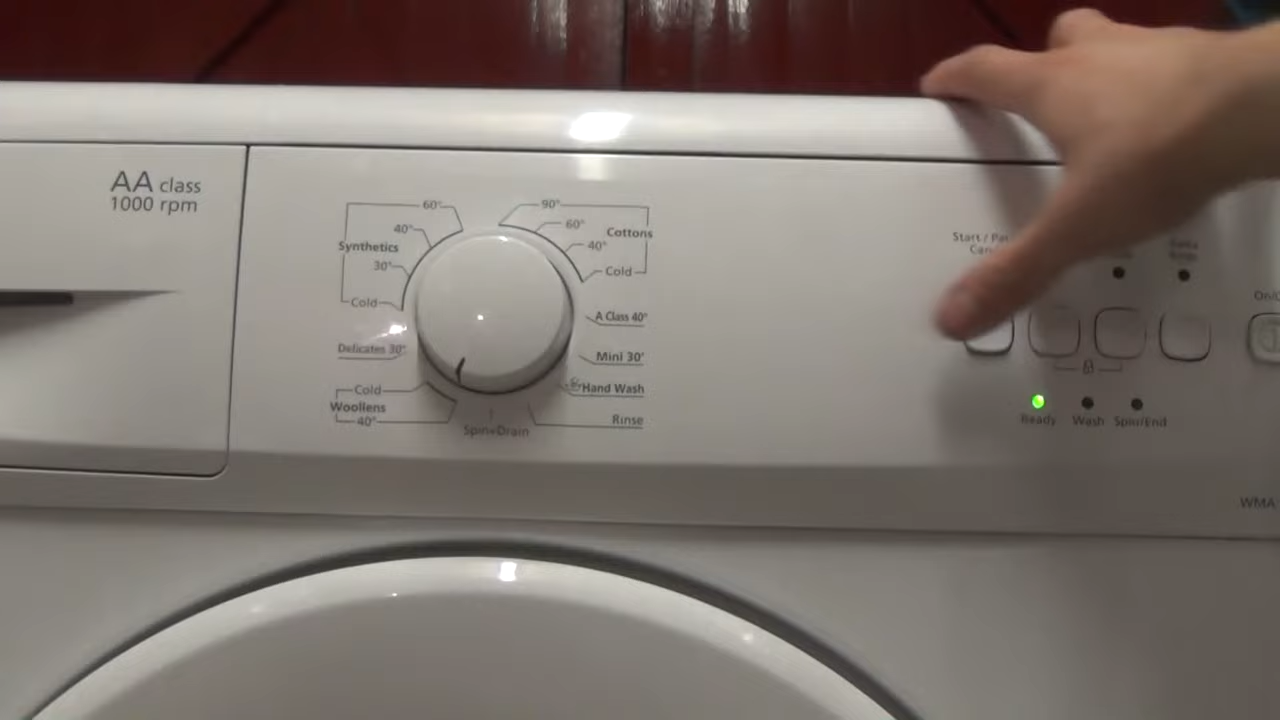 AA class
1000 rpm
60°
40°
Synthetics
30°
Cold
Delicates 30°
Cold
Woollens
40°
90°
60°
Cottons
40°
Cold
A Class 40°
Mini 30'
Hand Wash
Rinse
Spin+Drain
Start /
Ready
Wash
Spin/End
WMA